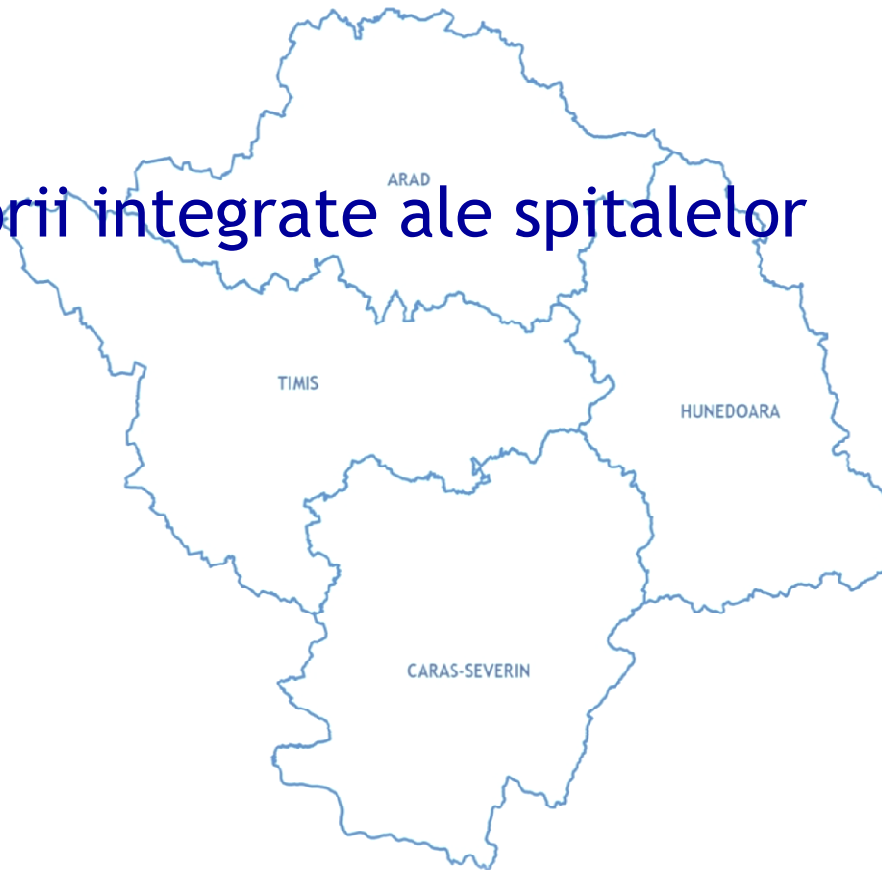 ARAD
rii integrate ale spitalelor
TIMIS
HUNEDOARA
CARAS-SEVERIN